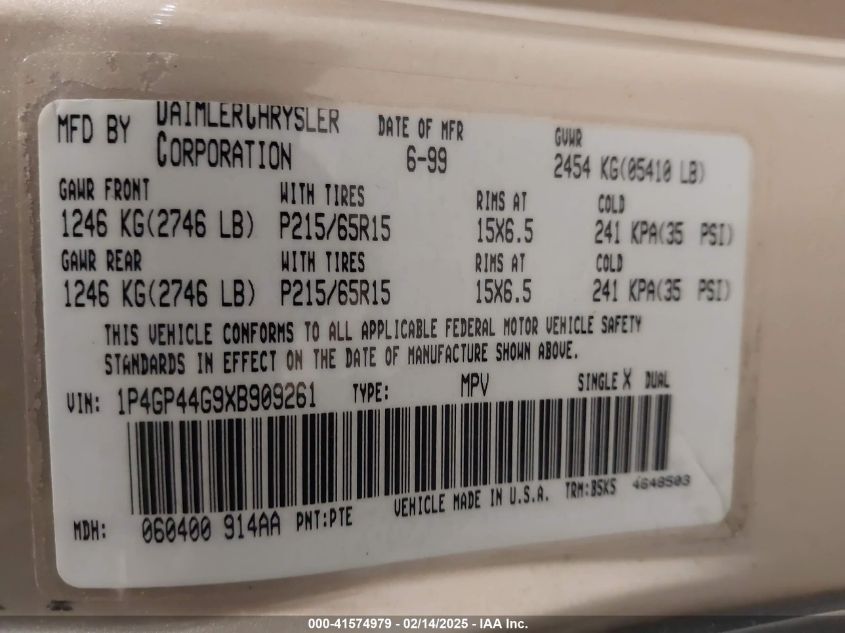 MFD BY DAIMLERCHRYSLER CORPORATION DATE OF MFR 6-99 GVWR 2454 KG(05410 LB)
GAWR FRONT WITH TIRES RIMS AT COLD
1246 KG(2746 LB) P215/65R15 15X6.5 241 KPA(35 PSI)
GAWR REAR WITH TIRES RIMS AT COLD
1246 KG(2746 LB) P215/65R15 15X6.5 241 KPA(35 PSI)
THIS VEHICLE CONFORMS TO ALL APPLICABLE FEDERAL MOTOR VEHICLE SAFETY
STANDARDS IN EFFECT ON THE DATE OF MANUFACTURE SHOWN ABOVE.
VIN: 1P4GP44G9XB909261 TYPE: MPV SINGLE X DUAL
MDH: 060400 914AA PNT:PTE VEHICLE MADE IN U.S.A. TRM:BSKS 4648503
000-41574979 - 02/14/2025 - IAA Inc.